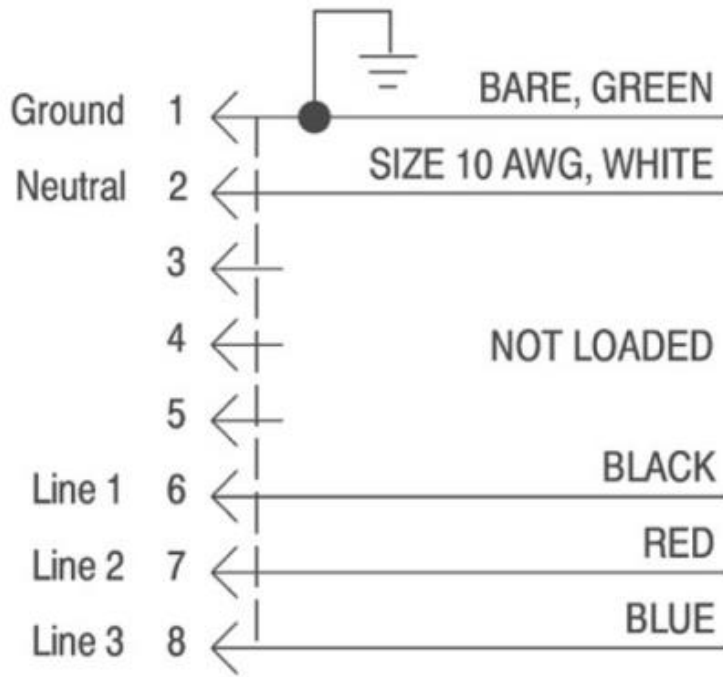 Ground 1 BARE, GREEN
Neutral 2 SIZE 10 AWG, WHITE
3
4 NOT LOADED
5
Line 1 6 BLACK
Line 2 7 RED
Line 3 8 BLUE